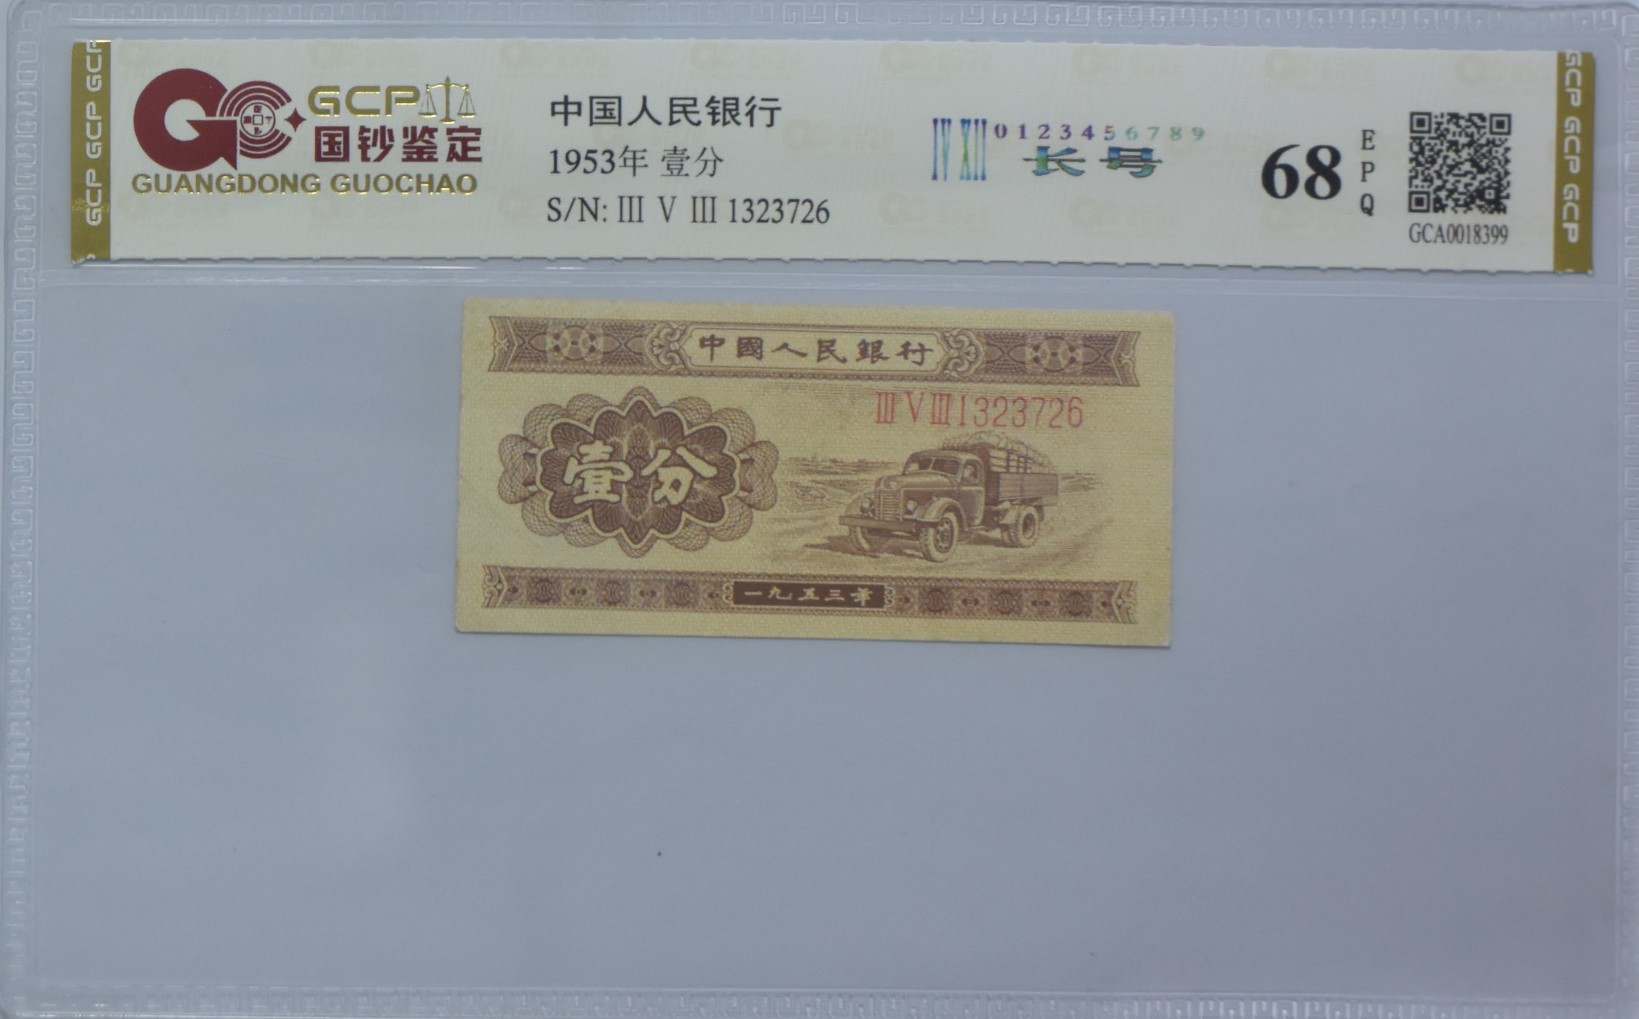 GCP
国钞鉴定
GUANGDONG GUOCHAO
中国人民银行
1953年 壹分
S/N: Ⅲ Ⅴ Ⅲ 1323726
Ⅳ Ⅻ 0123456789
长号
68
EPQ
GCA0018399
GCP GCP GCP
GCP GCP GCP
中國人民銀行
ⅢⅤⅢ1323726
壹分
一九五三年